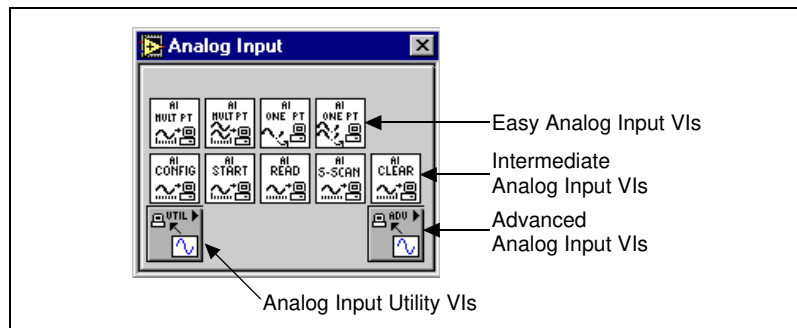 Analog Input
AI MULT PT
AI MULT PT
AI ONE PT
AI ONE PT
Easy Analog Input VIs
AI CONFIG
AI START
AI READ
AI S-SCAN
AI CLEAR
Intermediate
Analog Input VIs
UTIL
ADV
Advanced
Analog Input VIs
Analog Input Utility VIs